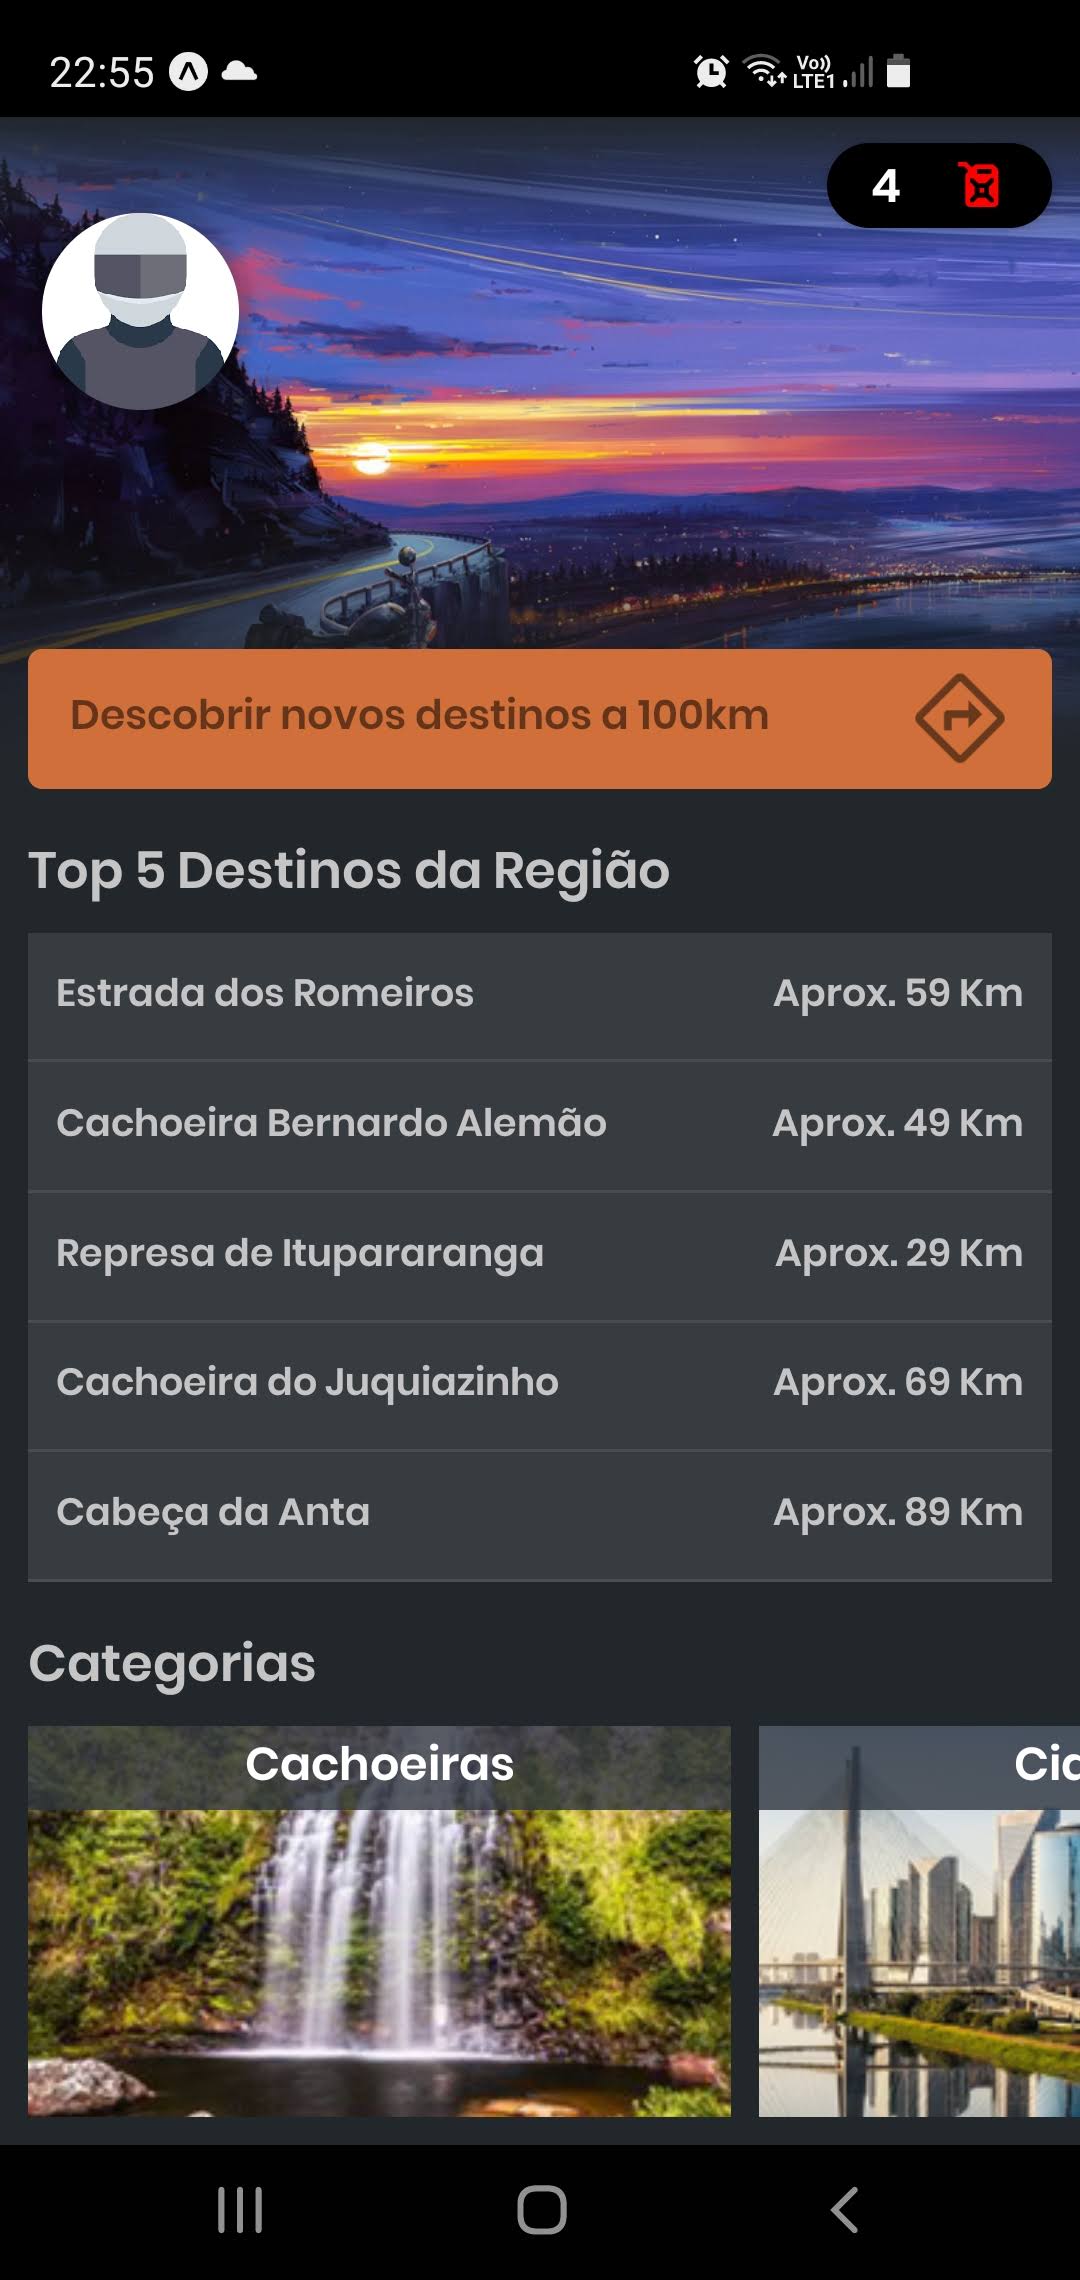 22:55
Vo))
LTE1
4
Descobrir novos destinos a 100km
Top 5 Destinos da Região
Estrada dos Romeiros Aprox. 59 Km
Cachoeira Bernardo Alemão Aprox. 49 Km
Represa de Itupararanga Aprox. 29 Km
Cachoeira do Juquiazinho Aprox. 69 Km
Cabeça da Anta Aprox. 89 Km
Categorias
Cachoeiras